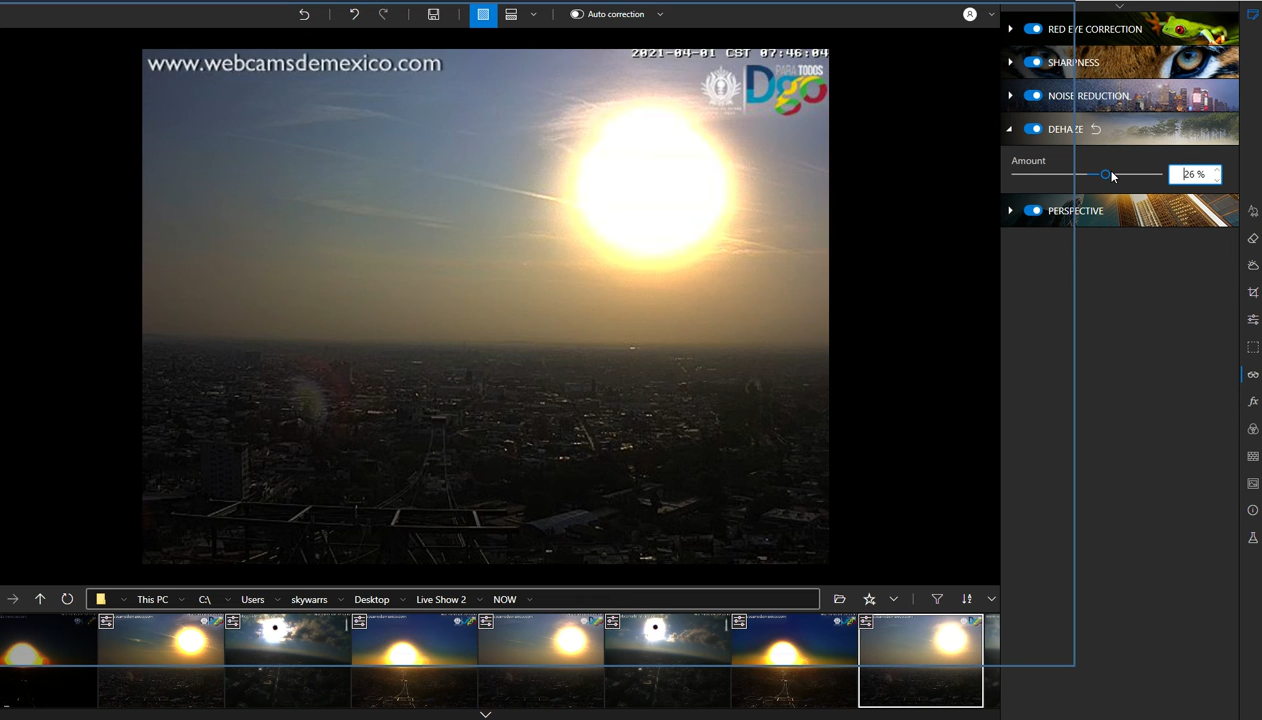 Auto correction
www.webcamsdemexico.com
2021-04-01 CST 07:46:04
PARA TODOS
Dgo
RED EYE CORRECTION
SHARPNESS
NOISE REDUCTION
DEHAZE
Amount
26 %
PERSPECTIVE
This PC
C:\
Users
skywarrs
Desktop
Live Show 2
NOW